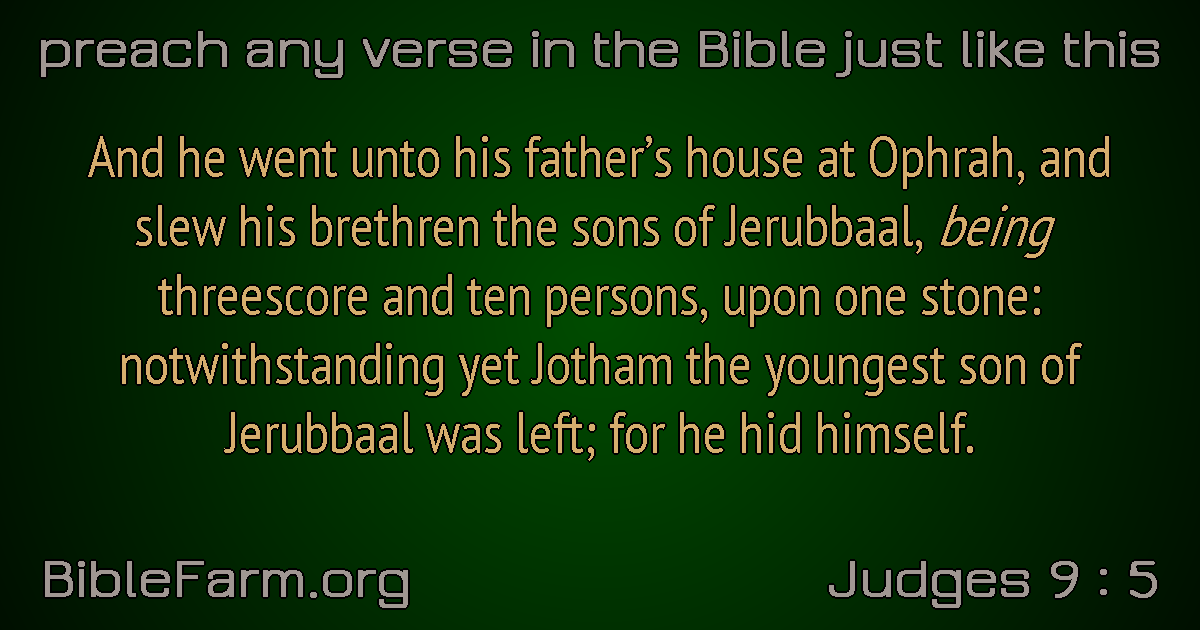 preach any verse in the Bible just like this
And he went unto his father’s house at Ophrah, and
slew his brethren the sons of Jerubbaal, being
threescore and ten persons, upon one stone:
notwithstanding yet Jotham the youngest son of
Jerubbaal was left; for he hid himself.
BibleFarm.org
Judges 9 : 5